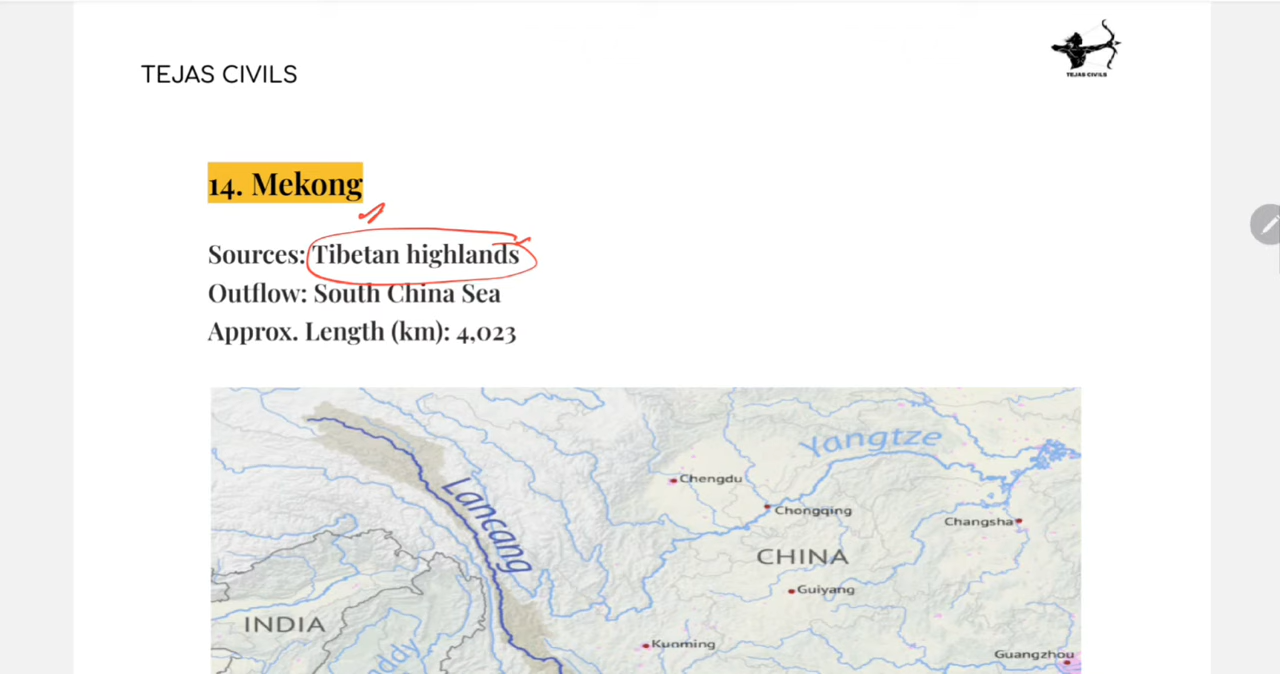 TEJAS CIVILS
TEJAS CIVILS
14. Mekong
Sources: Tibetan highlands
Outflow: South China Sea
Approx. Length (km): 4,023
Yangtze
Chengdu
Lancang
Chongqing
Changsha
CHINA
Guiyang
INDIA
Kunming
ddy
Guangzhou